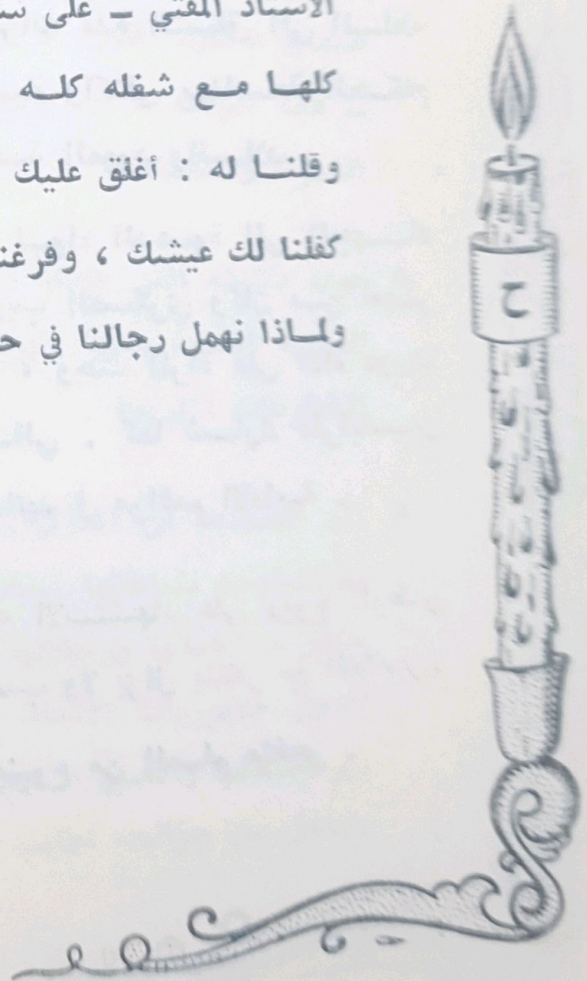 الأستاذ المفتي ــ على
كلها مع شغله كله
وقلنا له : أغلق عليك
كفلنا لك عيشك ، وفرغنا
ولماذا نهمل رجالنا في
ح